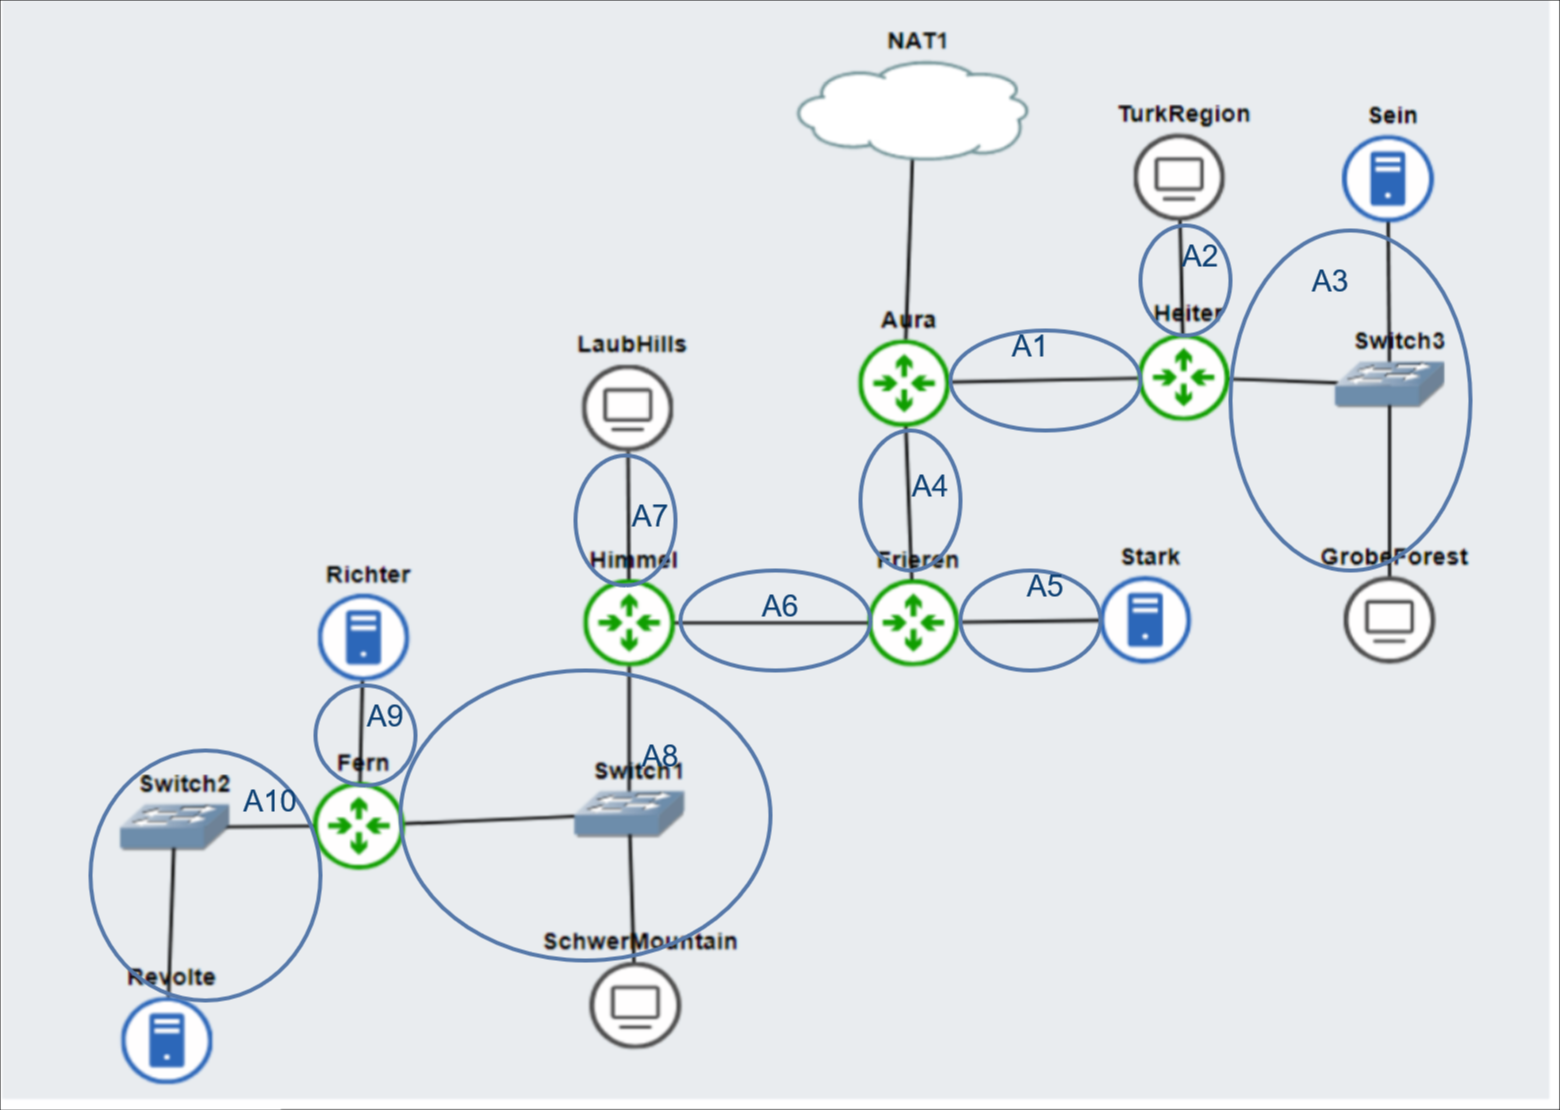 NAT1
TurkRegion
Sein
A2
A3
Heiter
Aura
Switch3
LaubHills
A1
A4
A7
Himmel
Frieren
Stark
GrobeForest
Richter
A6
A5
A9
A8
Fern
Switch1
Switch2
A10
SchwerMountain
Revolte